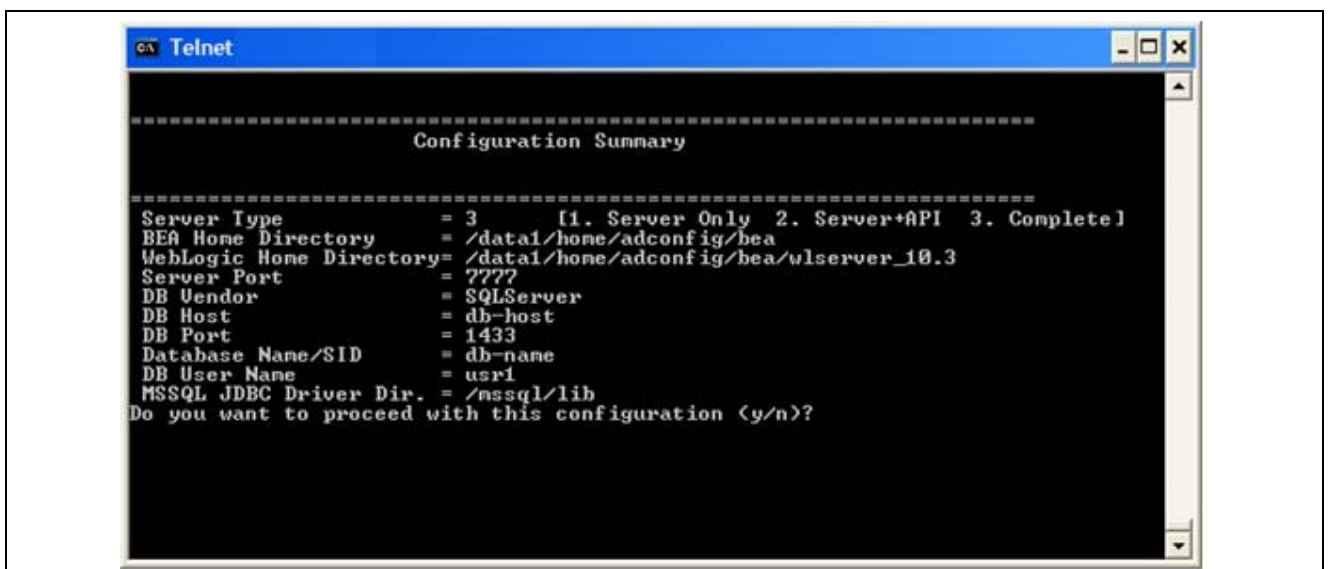 Telnet
======================================================================
Configuration Summary
======================================================================
Server Type = 3 [1. Server Only 2. Server+API 3. Complete]
BEA Home Directory = /data1/home/adconfig/bea
WebLogic Home Directory= /data1/home/adconfig/bea/wlserver_10.3
Server Port = 7777
DB Vendor = SQLServer
DB Host = db-host
DB Port = 1433
Database Name/SID = db-name
DB User Name = usr1
MSSQL JDBC Driver Dir. = /mssql/lib
Do you want to proceed with this configuration (y/n)?